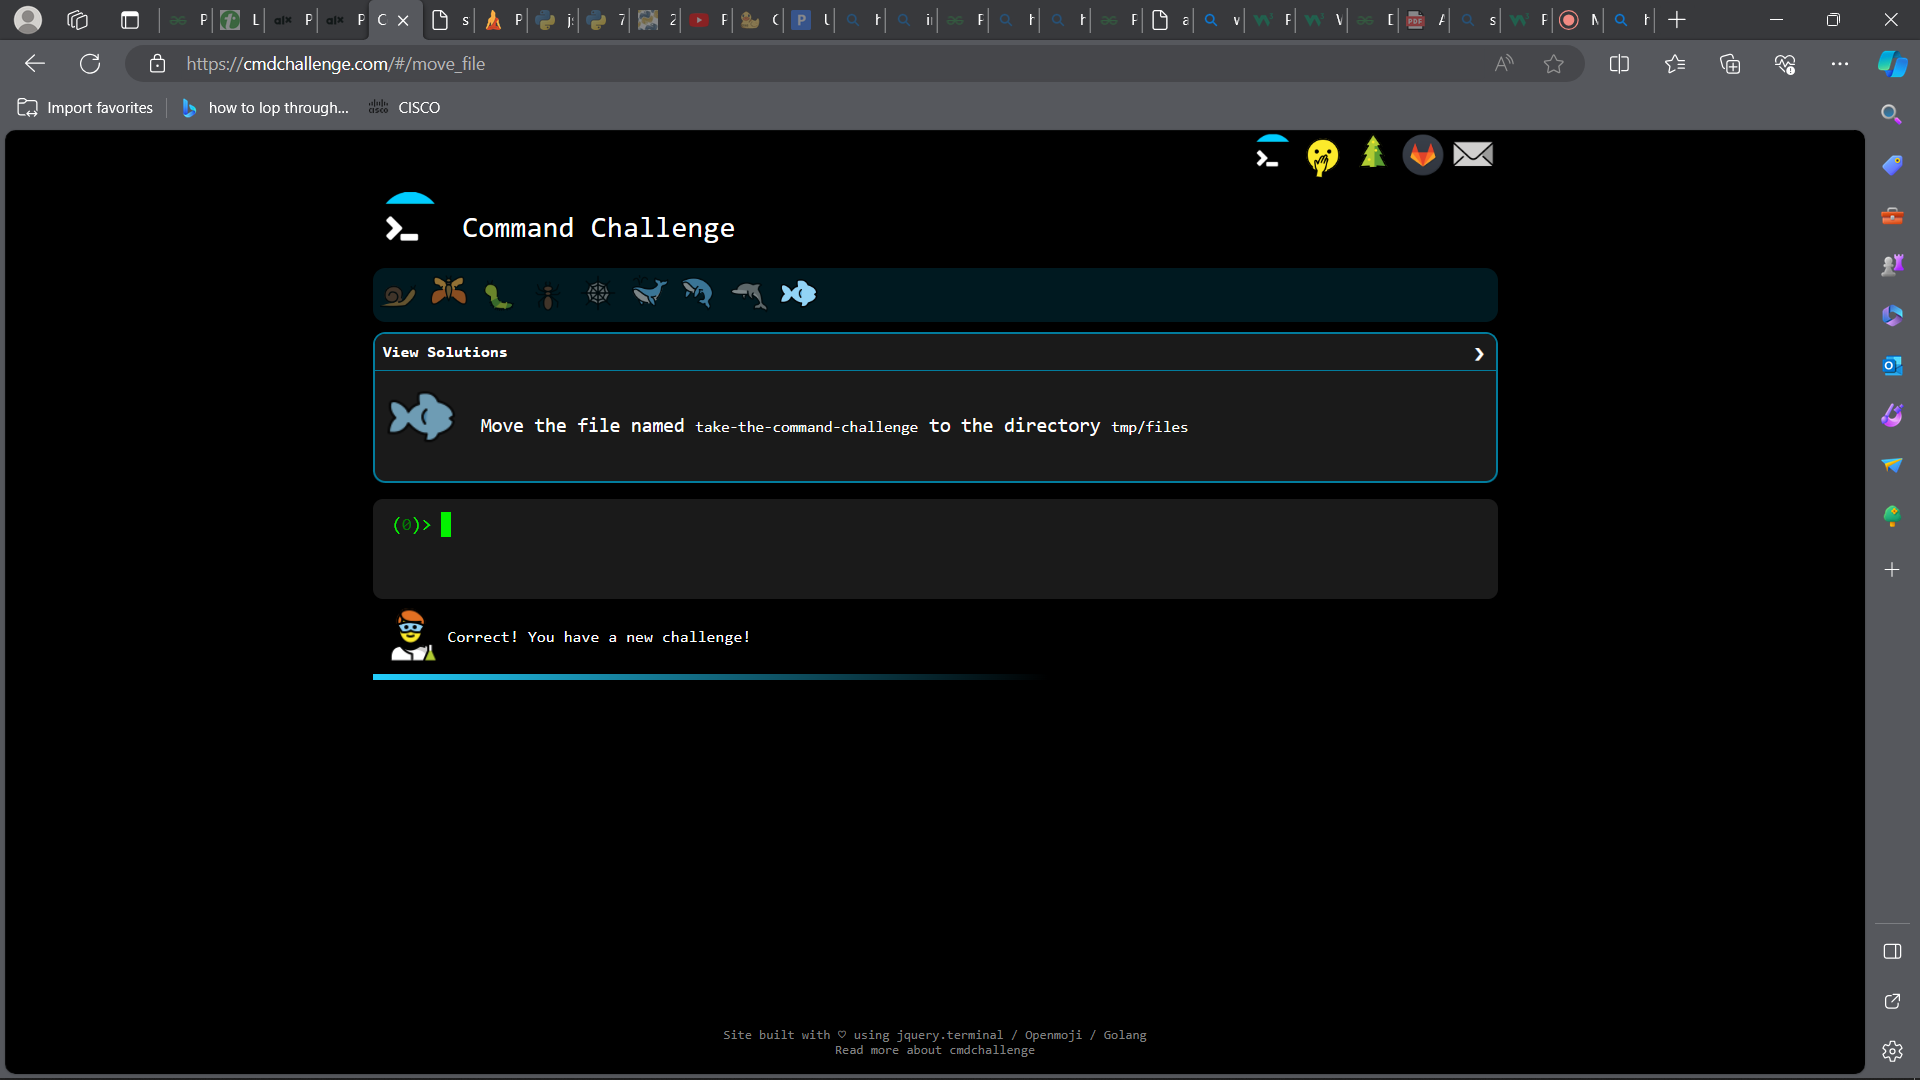 https://cmdchallenge.com/#/move_file
Import favorites
how to lop through...
CISCO
Command Challenge
View Solutions
Move the file named take-the-command-challenge to the directory tmp/files
(0)>
Correct! You have a new challenge!
Site built with ♡ using jquery.terminal / Openmoji / Golang
Read more about cmdchallenge